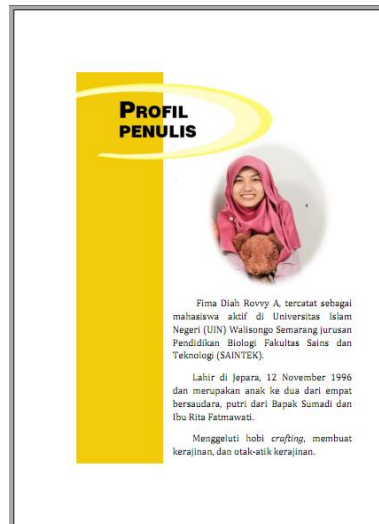 PROFIL
PENULIS
Fima Diah Rovvy A, tercatat sebagai
mahasiswa aktif di Universitas Islam
Negeri (UIN) Walisongo Semarang jurusan
Pendidikan Biologi Fakultas Sains dan
Teknologi (SAINTEK).
Lahir di Jepara, 12 November 1996
dan merupakan anak ke dua dari empat
bersaudara, putri dari Bapak Sumadi dan
Ibu Rita Fatmawati.
Menggeluti hobi crafting, membuat
kerajinan, dan otak-atik kerajinan.